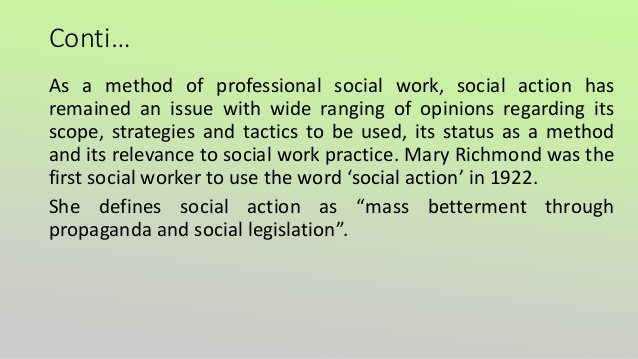 Conti…
As a method of professional social work, social action has
remained an issue with wide ranging of opinions regarding its
scope, strategies and tactics to be used, its status as a method
and its relevance to social work practice. Mary Richmond was the
first social worker to use the word ‘social action’ in 1922.
She defines social action as “mass betterment through
propaganda and social legislation”.